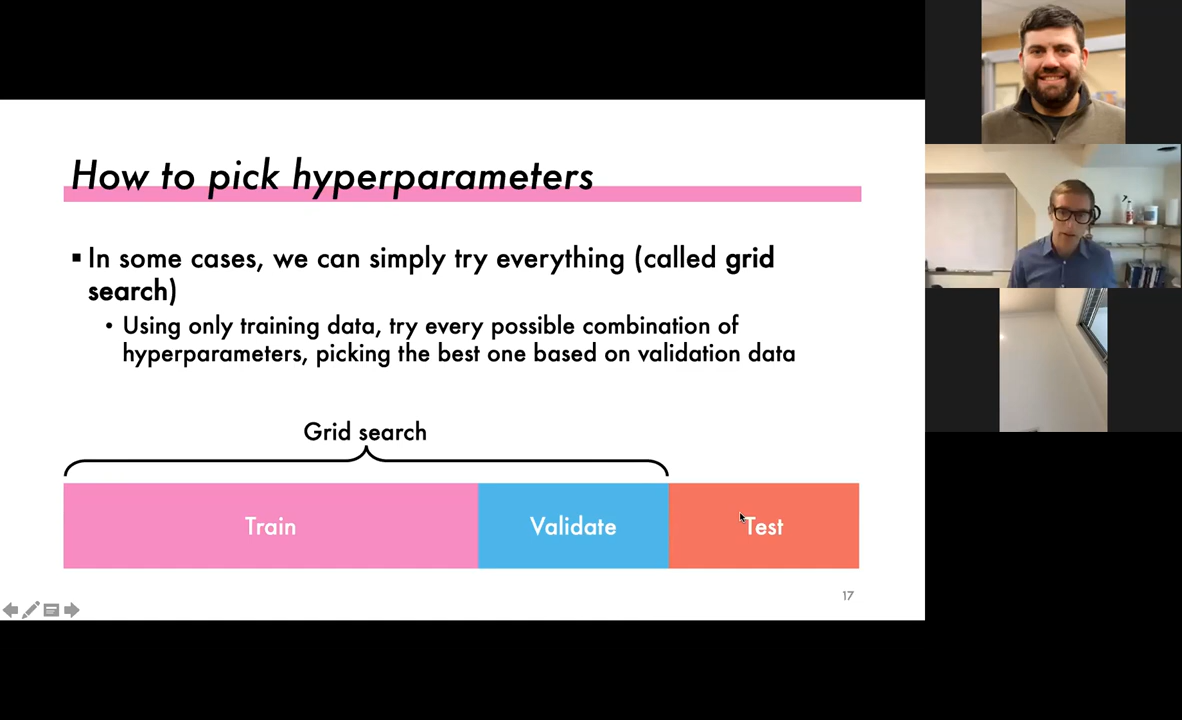 How to pick hyperparameters
▪ In some cases, we can simply try everything (called grid
search)
• Using only training data, try every possible combination of
hyperparameters, picking the best one based on validation data
Grid search
Train
Validate
Test
17